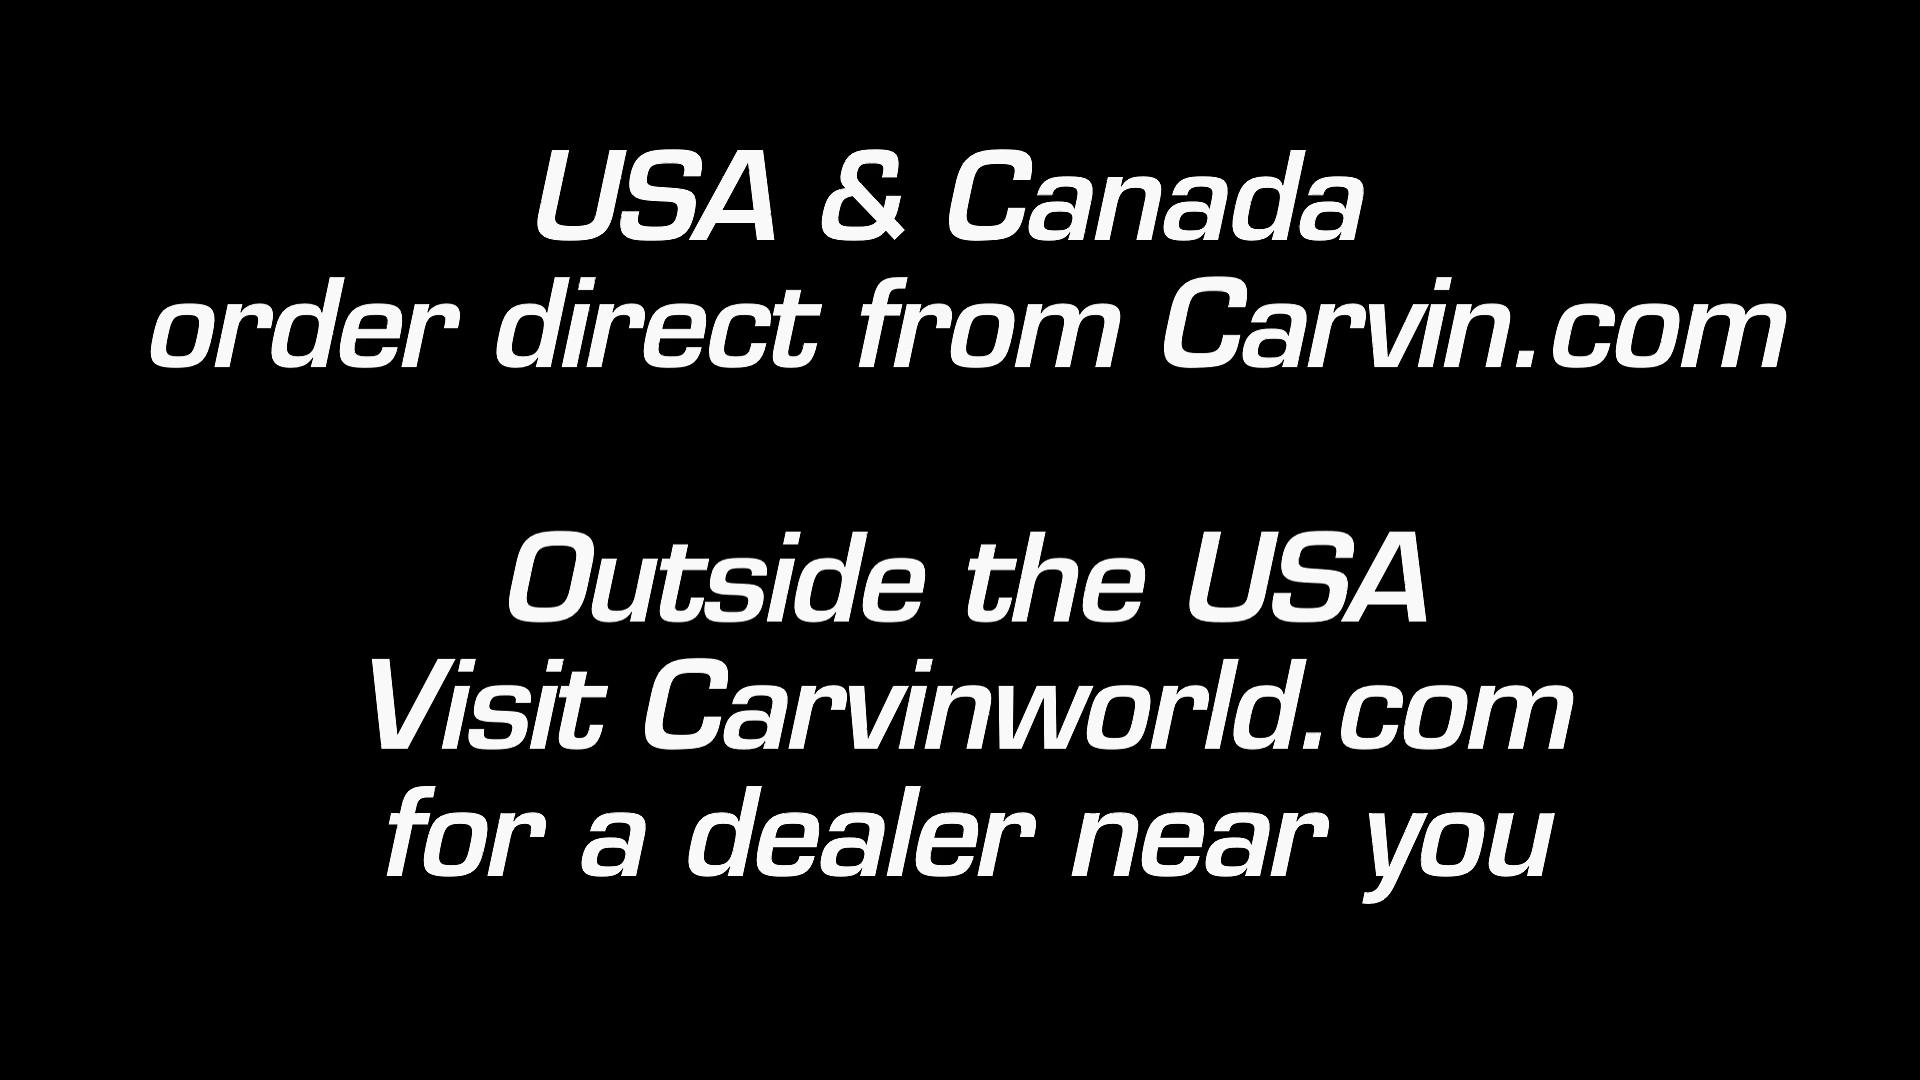 USA & Canada
order direct from Carvin.com
Outside the USA
Visit Carvinworld.com
for a dealer near you